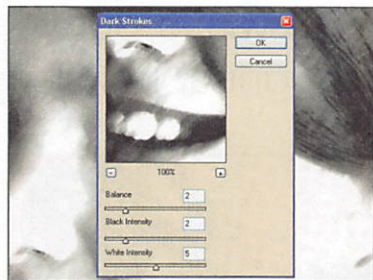 Dark Strokes
OK
Cancel
100%
Balance
2
Black Intensity
2
White Intensity
5